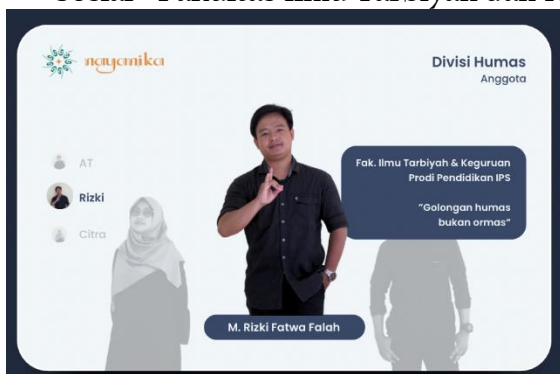 nayanika
Divisi Humas
Anggota
AT
Rizki
Citra
Fak. Ilmu Tarbiyah & Keguruan
Prodi Pendidikan IPS
"Golongan humas
bukan ormas"
M. Rizki Fatwa Falah